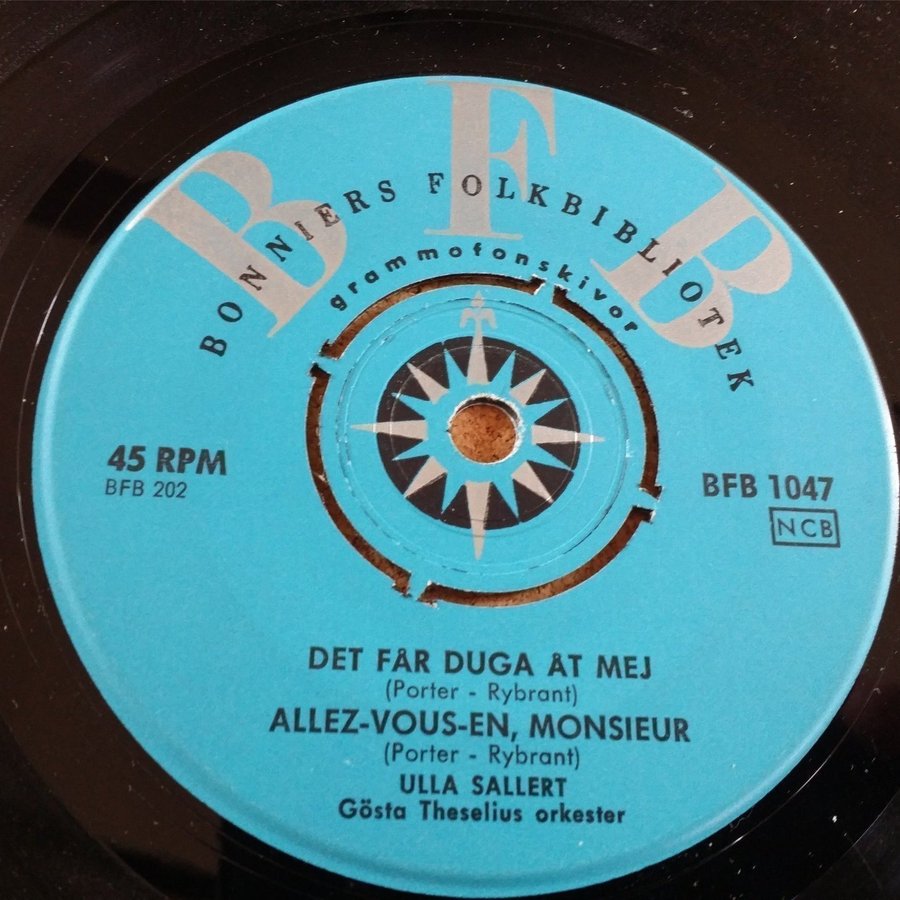 BFB
BONNIERS FOLKBIBLIOTEK
grammofonskivor
45 RPM
BFB 202
BFB 1047
NCB
DET FÅR DUGA ÅT MEJ
(Porter - Rybrant)
ALLEZ-VOUS-EN, MONSIEUR
(Porter - Rybrant)
ULLA SALLERT
Gösta Theselius orkester